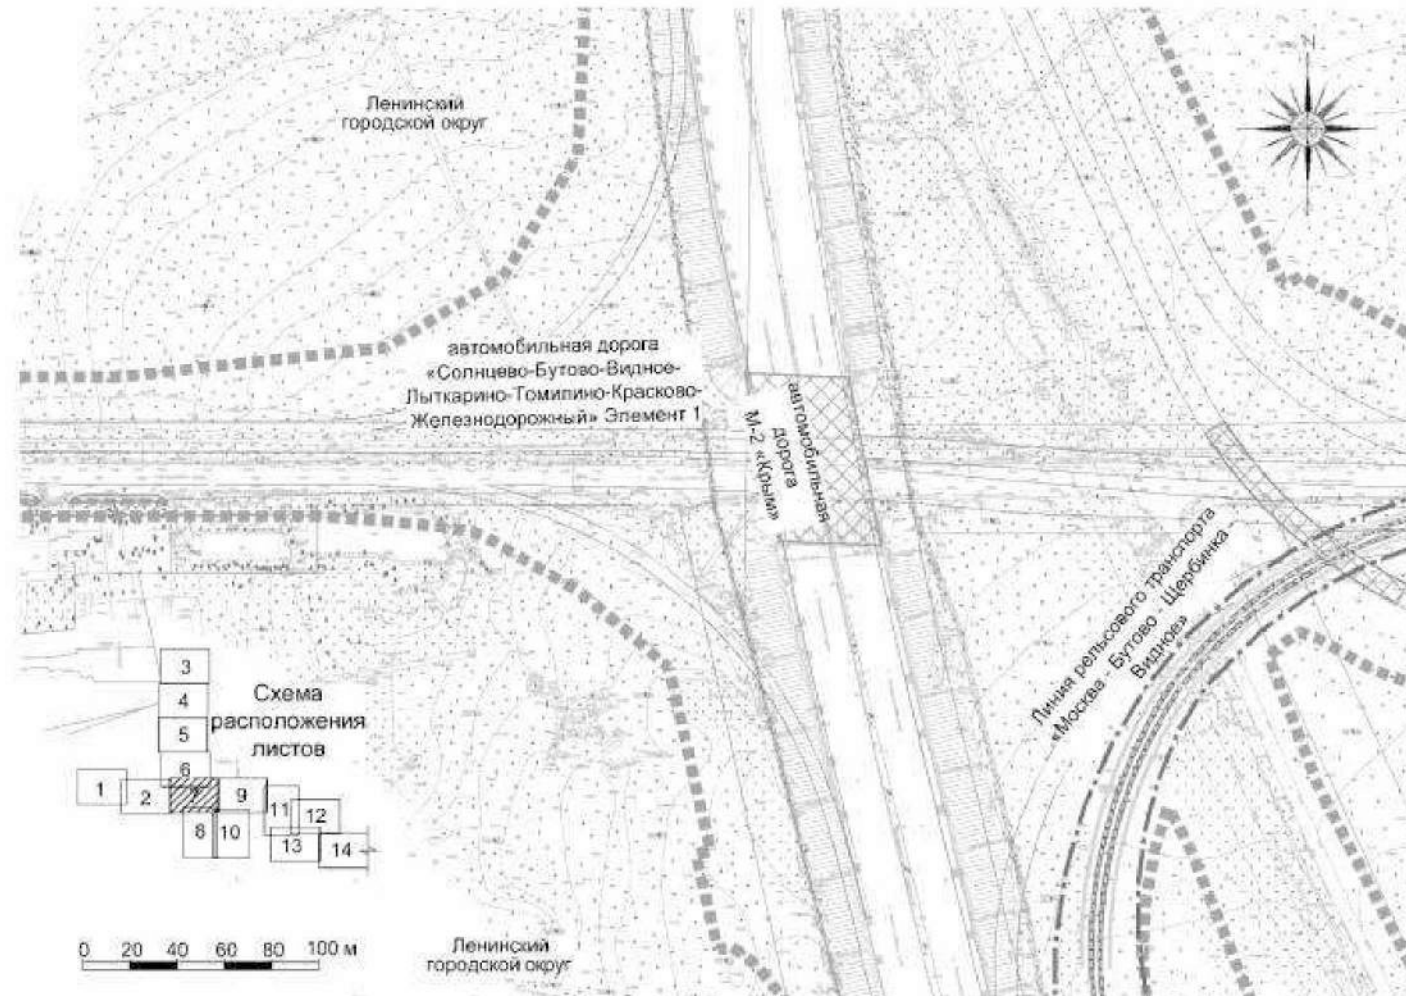 N
Ленинский
городской округ
автомобильная дорога
«Солнцево-Бутово-Видное-
Лыткарино-Томилино-Красково-
Железнодорожный» Элемент 1
автомобильная
дорога
М-2 «Крым»
Линия рельсового транспорта
«Москва - Бутово - Щербинка
Видное»
Схема
расположения
листов
3
4
5
6
1
2
7
9
11
12
8
10
13
14
0 20 40 60 80 100 м
Ленинский
городской округ